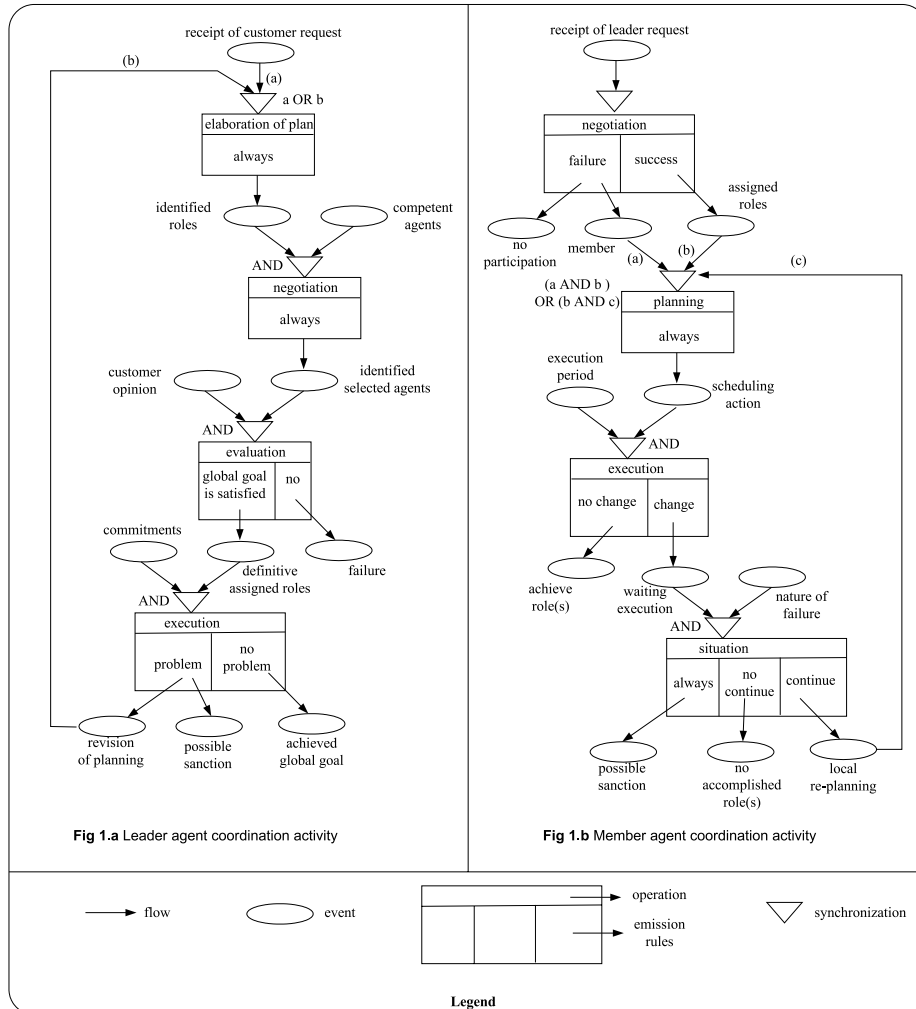 receipt of customer request
(b)
(a)
a OR b
elaboration of plan
always
identified
roles
competent
agents
AND
negotiation
always
customer
opinion
identified
selected agents
AND
evaluation
global goal
is satisfied
no
commitments
definitive
assigned roles
failure
AND
execution
problem
no
problem
revision
of planning
possible
sanction
achieved
global goal
Fig 1.a Leader agent coordination activity
receipt of leader request
negotiation
failure
success
assigned
roles
no
participation
member
(a)
(b)
(c)
(a AND b )
OR (b AND c)
planning
always
execution
period
scheduling
action
AND
execution
no change
change
achieve
role(s)
waiting
execution
nature of
failure
AND
situation
always
no
continue
continue
possible
sanction
no
accomplished
role(s)
local
re-planning
Fig 1.b Member agent coordination activity
flow
event
operation
emission
rules
synchronization
Legend